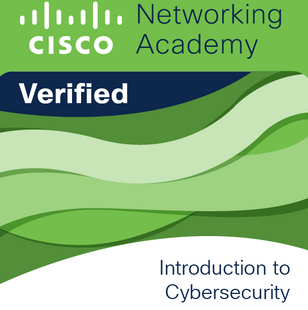 Networking
CISCO Academy
Verified
Introduction to
Cybersecurity